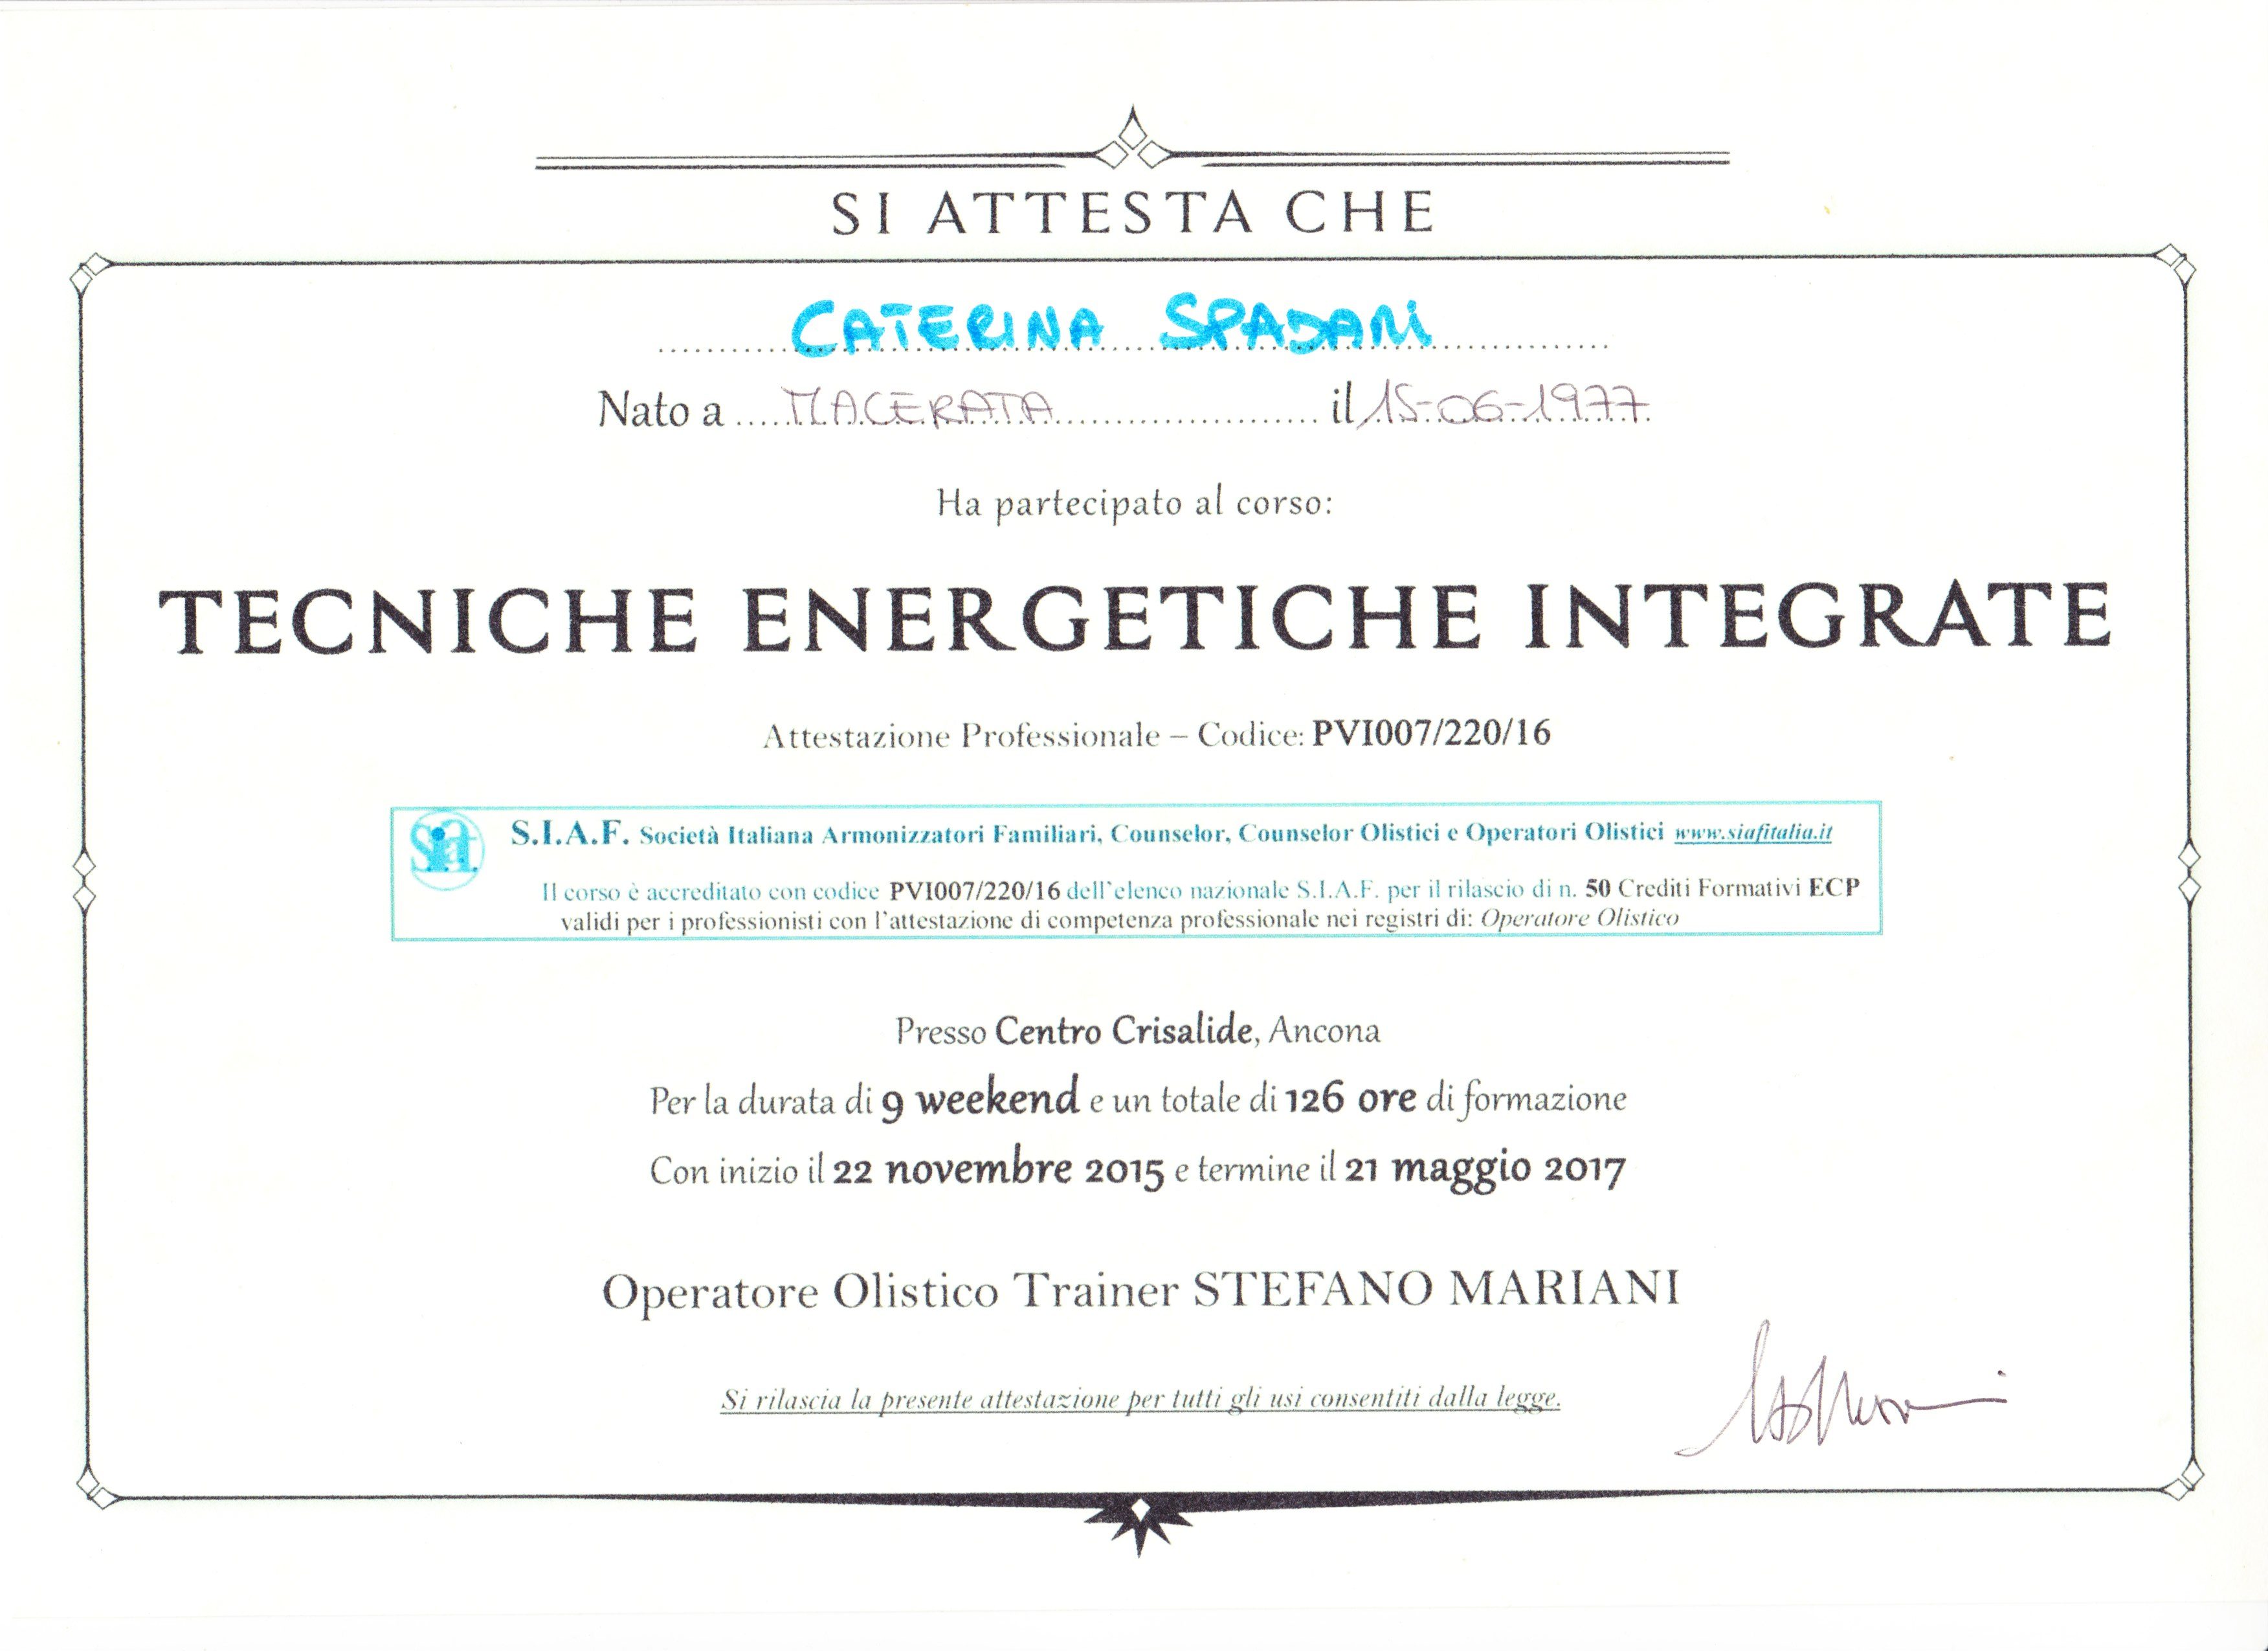 SI ATTESTA CHE
CATERINA SPADARI
Nato a MACERATA il 15-06-1977
Ha partecipato al corso:
TECNICHE ENERGETICHE INTEGRATE
Attestazione Professionale – Codice: PVI007/220/16
S.I.A.F. Società Italiana Armonizzatori Familiari, Counselor, Counselor Olistici e Operatori Olistici www.siafitalia.it
Il corso è accreditato con codice PVI007/220/16 dell'elenco nazionale S.I.A.F. per il rilascio di n. 50 Crediti Formativi ECP
validi per i professionisti con l'attestazione di competenza professionale nei registri di: Operatore Olistico
Presso Centro Crisalide, Ancona
Per la durata di 9 weekend e un totale di 126 ore di formazione
Con inizio il 22 novembre 2015 e termine il 21 maggio 2017
Operatore Olistico Trainer STEFANO MARIANI
Si rilascia la presente attestazione per tutti gli usi consentiti dalla legge.